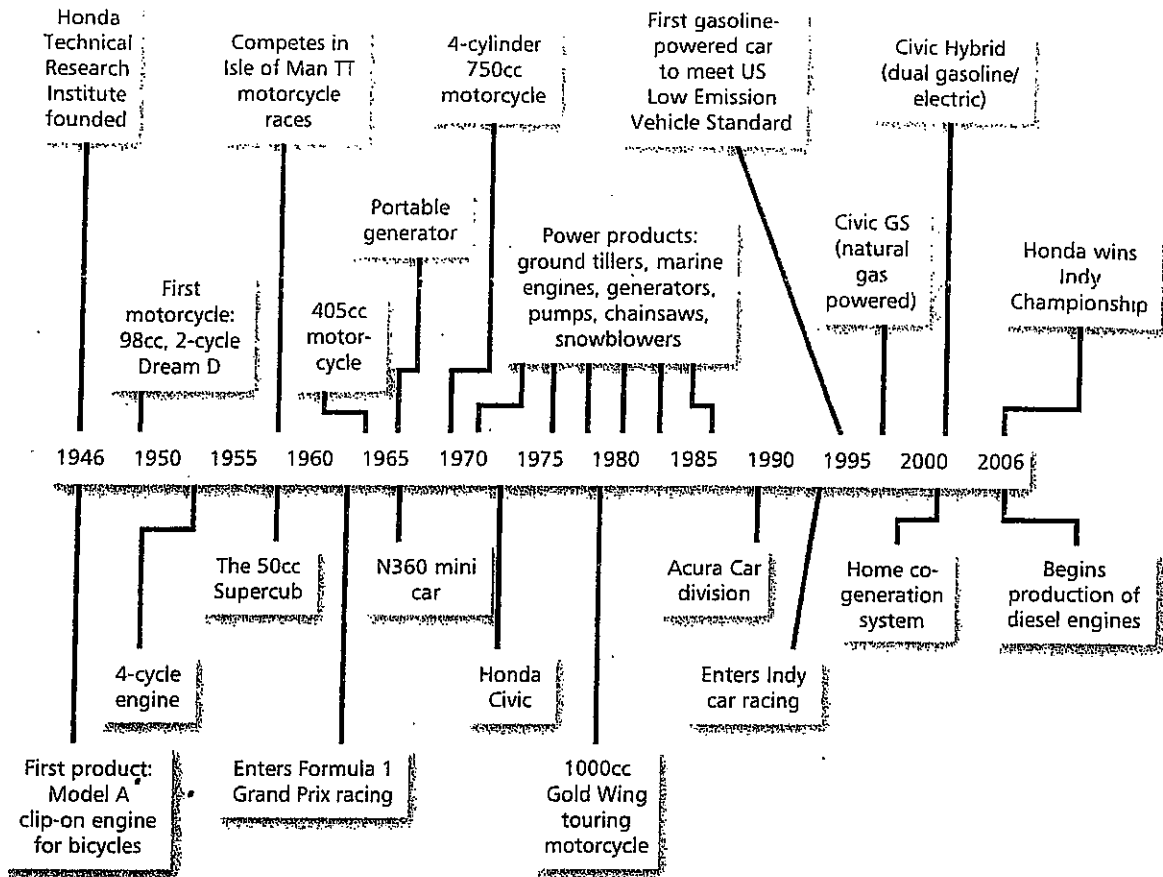 Honda
Technical
Research
Institute
founded
Competes in
Isle of Man TT
motorcycle
races
4-cylinder
750cc
motorcycle
First gasoline-
powered car
to meet US
Low Emission
Vehicle Standard
Civic Hybrid
(dual gasoline/
electric)
First
motorcycle:
98cc, 2-cycle
Dream D
405cc
motor-
cycle
Portable
generator
Power products:
ground tillers, marine
engines, generators,
pumps, chainsaws,
snowblowers
Civic GS
(natural
gas
powered)
Honda wins
Indy
Championship
1946 1950 1955 1960 1965 1970 1975 1980 1985 1990 1995 2000 2006
The 50cc
Supercub
N360 mini
car
Acura Car
division
Home co-
generation
system
Begins
production of
diesel engines
4-cycle
engine
Honda
Civic
Enters Indy
car racing
First product:
Model A
clip-on engine
for bicycles
Enters Formula 1
Grand Prix racing
1000cc
Gold Wing
touring
motorcycle